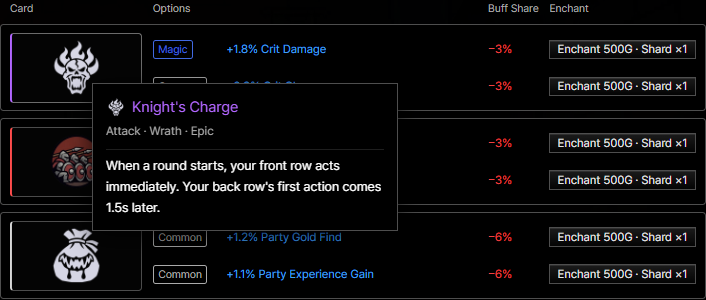 Card Options Buff Share Enchant
Magic +1.8% Crit Damage −3% Enchant 500G · Shard ×1
−3% Enchant 500G · Shard ×1
Knight's Charge
Attack · Wrath · Epic
−3% Enchant 500G · Shard ×1
When a round starts, your front row acts
immediately. Your back row's first action comes
1.5s later.
−3% Enchant 500G · Shard ×1
Common +1.2% Party Gold Find −6% Enchant 500G · Shard ×1
Common +1.1% Party Experience Gain −6% Enchant 500G · Shard ×1